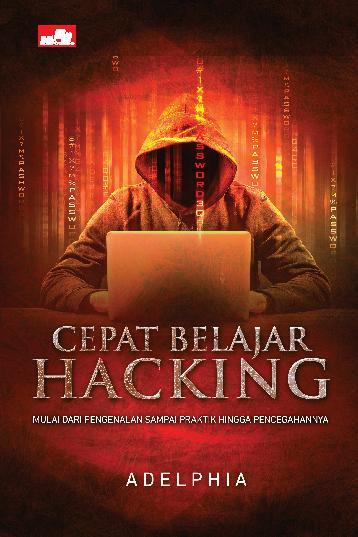 CEPAT BELAJAR
HACKING
MULAI DARI PENGENALAN SAMPAI PRAKTIK HINGGA PENCEGAHANNYA
ADELPHIA